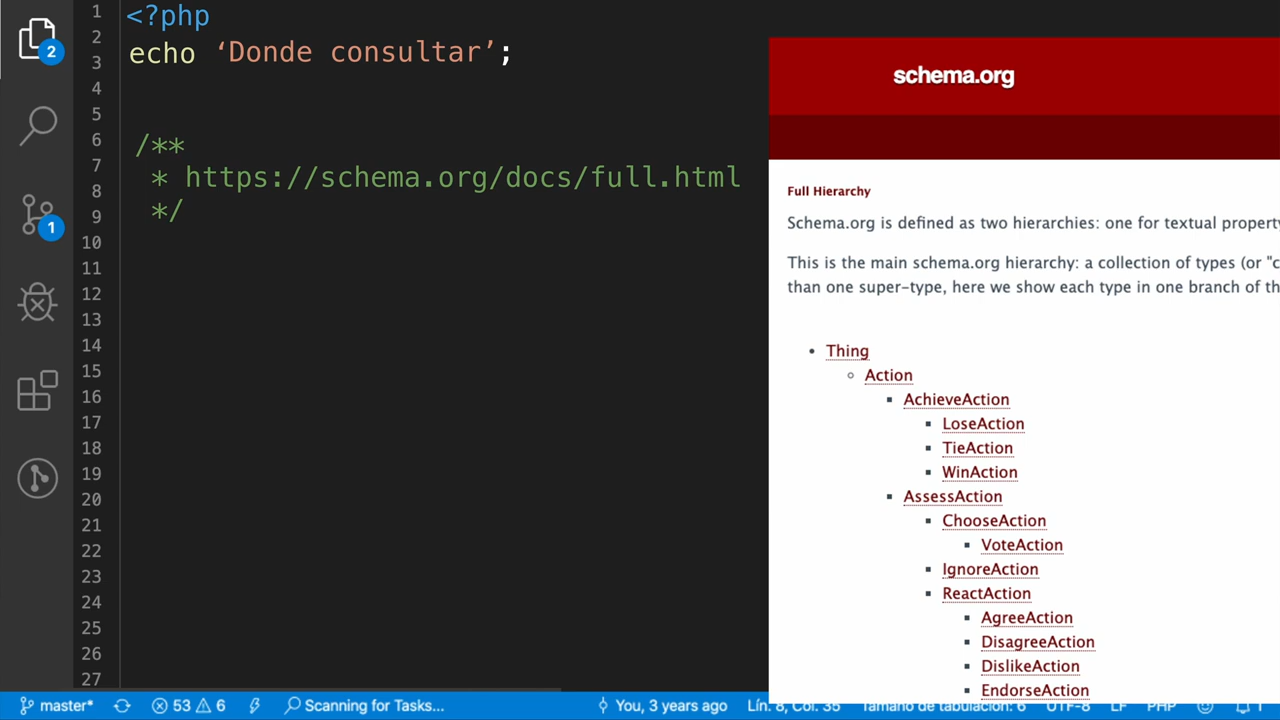 1
2
3
4
5
6
7
8
9
10
11
12
13
14
15
16
17
18
19
20
21
22
23
24
25
26
27
<?php
echo ‘Donde consultar’;
/**
* https://schema.org/docs/full.html
*/
2
1
schema.org
Full Hierarchy
Schema.org is defined as two hierarchies: one for textual property
This is the main schema.org hierarchy: a collection of types (or "c
than one super-type, here we show each type in one branch of th
Thing
Action
AchieveAction
LoseAction
TieAction
WinAction
AssessAction
ChooseAction
VoteAction
IgnoreAction
ReactAction
AgreeAction
DisagreeAction
DislikeAction
EndorseAction
master* 53 6 Scanning for Tasks... You, 3 years ago Lín. 8, Col. 35 Tamaño de tabulación: 6 UTF-8 LF PHP 1